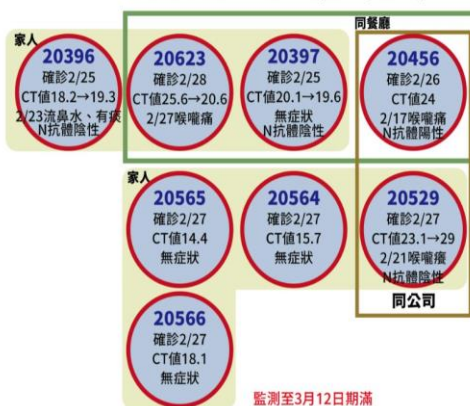 同餐廳
家人
20396
確診2/25
CT值18.2→19.3
2/23流鼻水、有痰
N抗體陰性
20623
確診2/28
CT值25.6→20.6
2/27喉嚨痛
20397
確診2/25
CT值20.1→19.6
無症狀
N抗體陰性
20456
確診2/26
CT值24
2/17喉嚨痛
N抗體陽性
家人
20565
確診2/27
CT值14.4
無症狀
20564
確診2/27
CT值15.7
無症狀
20529
確診2/27
CT值23.1→29
2/21喉嚨癢
N抗體陰性
同公司
20566
確診2/27
CT值18.1
無症狀
監測至3月12日期滿